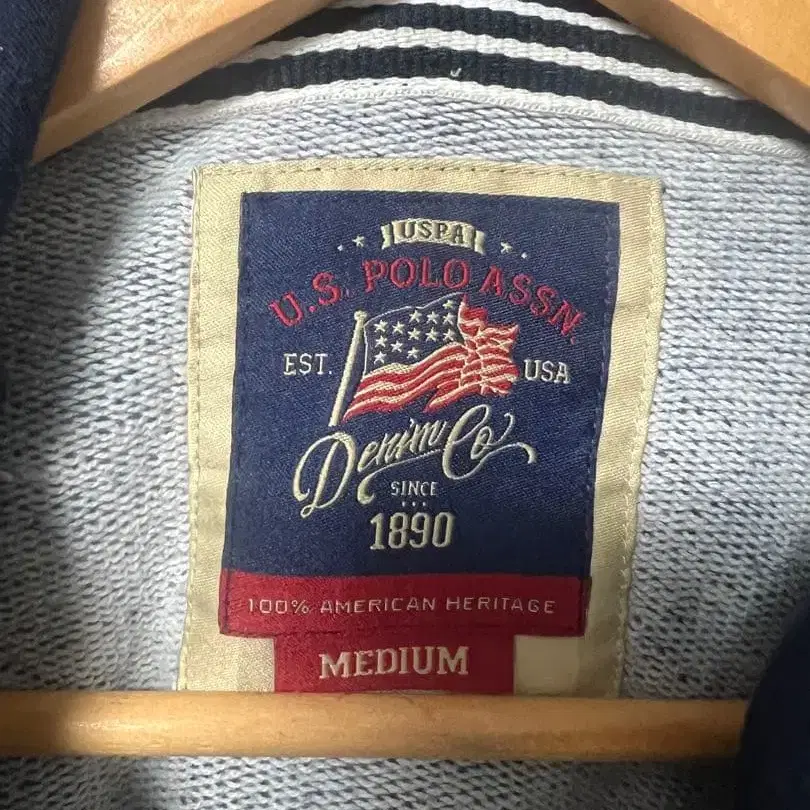 USPA
U.S. POLO ASSN.
EST. USA
Denim Co
SINCE
1890
100% AMERICAN HERITAGE
MEDIUM